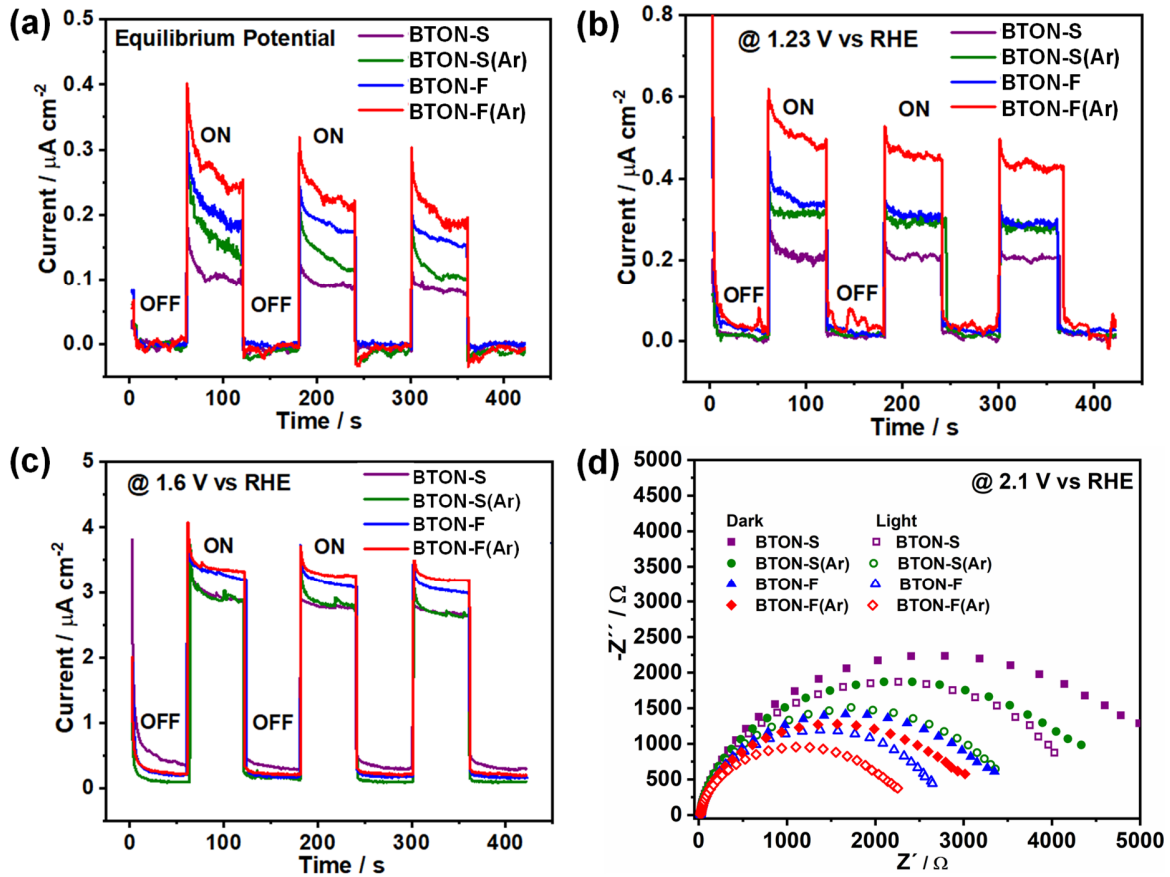 (a)
Equilibrium Potential
BTON-S
BTON-S(Ar)
BTON-F
BTON-F(Ar)
ON
ON
OFF
OFF
0.4
0.3
0.2
0.1
0.0
Current / μA cm⁻²
0
100
200
300
400
Time / s
(b)
@ 1.23 V vs RHE
BTON-S
BTON-S(Ar)
BTON-F
BTON-F(Ar)
ON
ON
OFF
OFF
0.8
0.6
0.4
0.2
0.0
Current / μA cm⁻²
0
100
200
300
400
Time / s
(c)
@ 1.6 V vs RHE
BTON-S
BTON-S(Ar)
BTON-F
BTON-F(Ar)
ON
ON
OFF
OFF
5
4
3
2
1
0
Current / μA cm⁻²
0
100
200
300
400
Time / s
(d)
@ 2.1 V vs RHE
Dark
BTON-S
BTON-S(Ar)
BTON-F
BTON-F(Ar)
Light
BTON-S
BTON-S(Ar)
BTON-F
BTON-F(Ar)
5000
4500
4000
3500
3000
2500
2000
1500
1000
500
0
-Z´´ / Ω
0
1000
2000
3000
4000
5000
Z´ / Ω